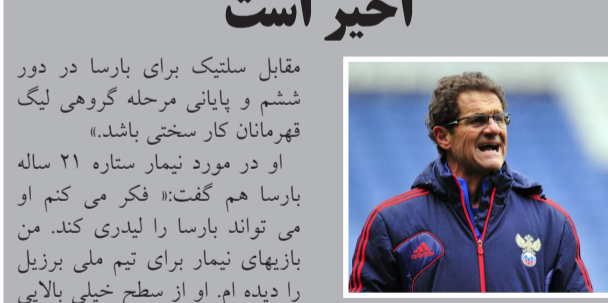 اخیر است
مقابل سلتیک برای بارسا در دور
ششم و پایانی مرحله گروهی لیگ
قهرمانان کار سختی باشد.»
او در مورد نیمار ستاره ۲۱ ساله
بارسا هم گفت:« فکر می کنم او
می تواند بارسا را لیدری کند. من
بازیهای نیمار برای تیم ملی برزیل
را دیده ام. او از سطح خیلی بالایی
adidas